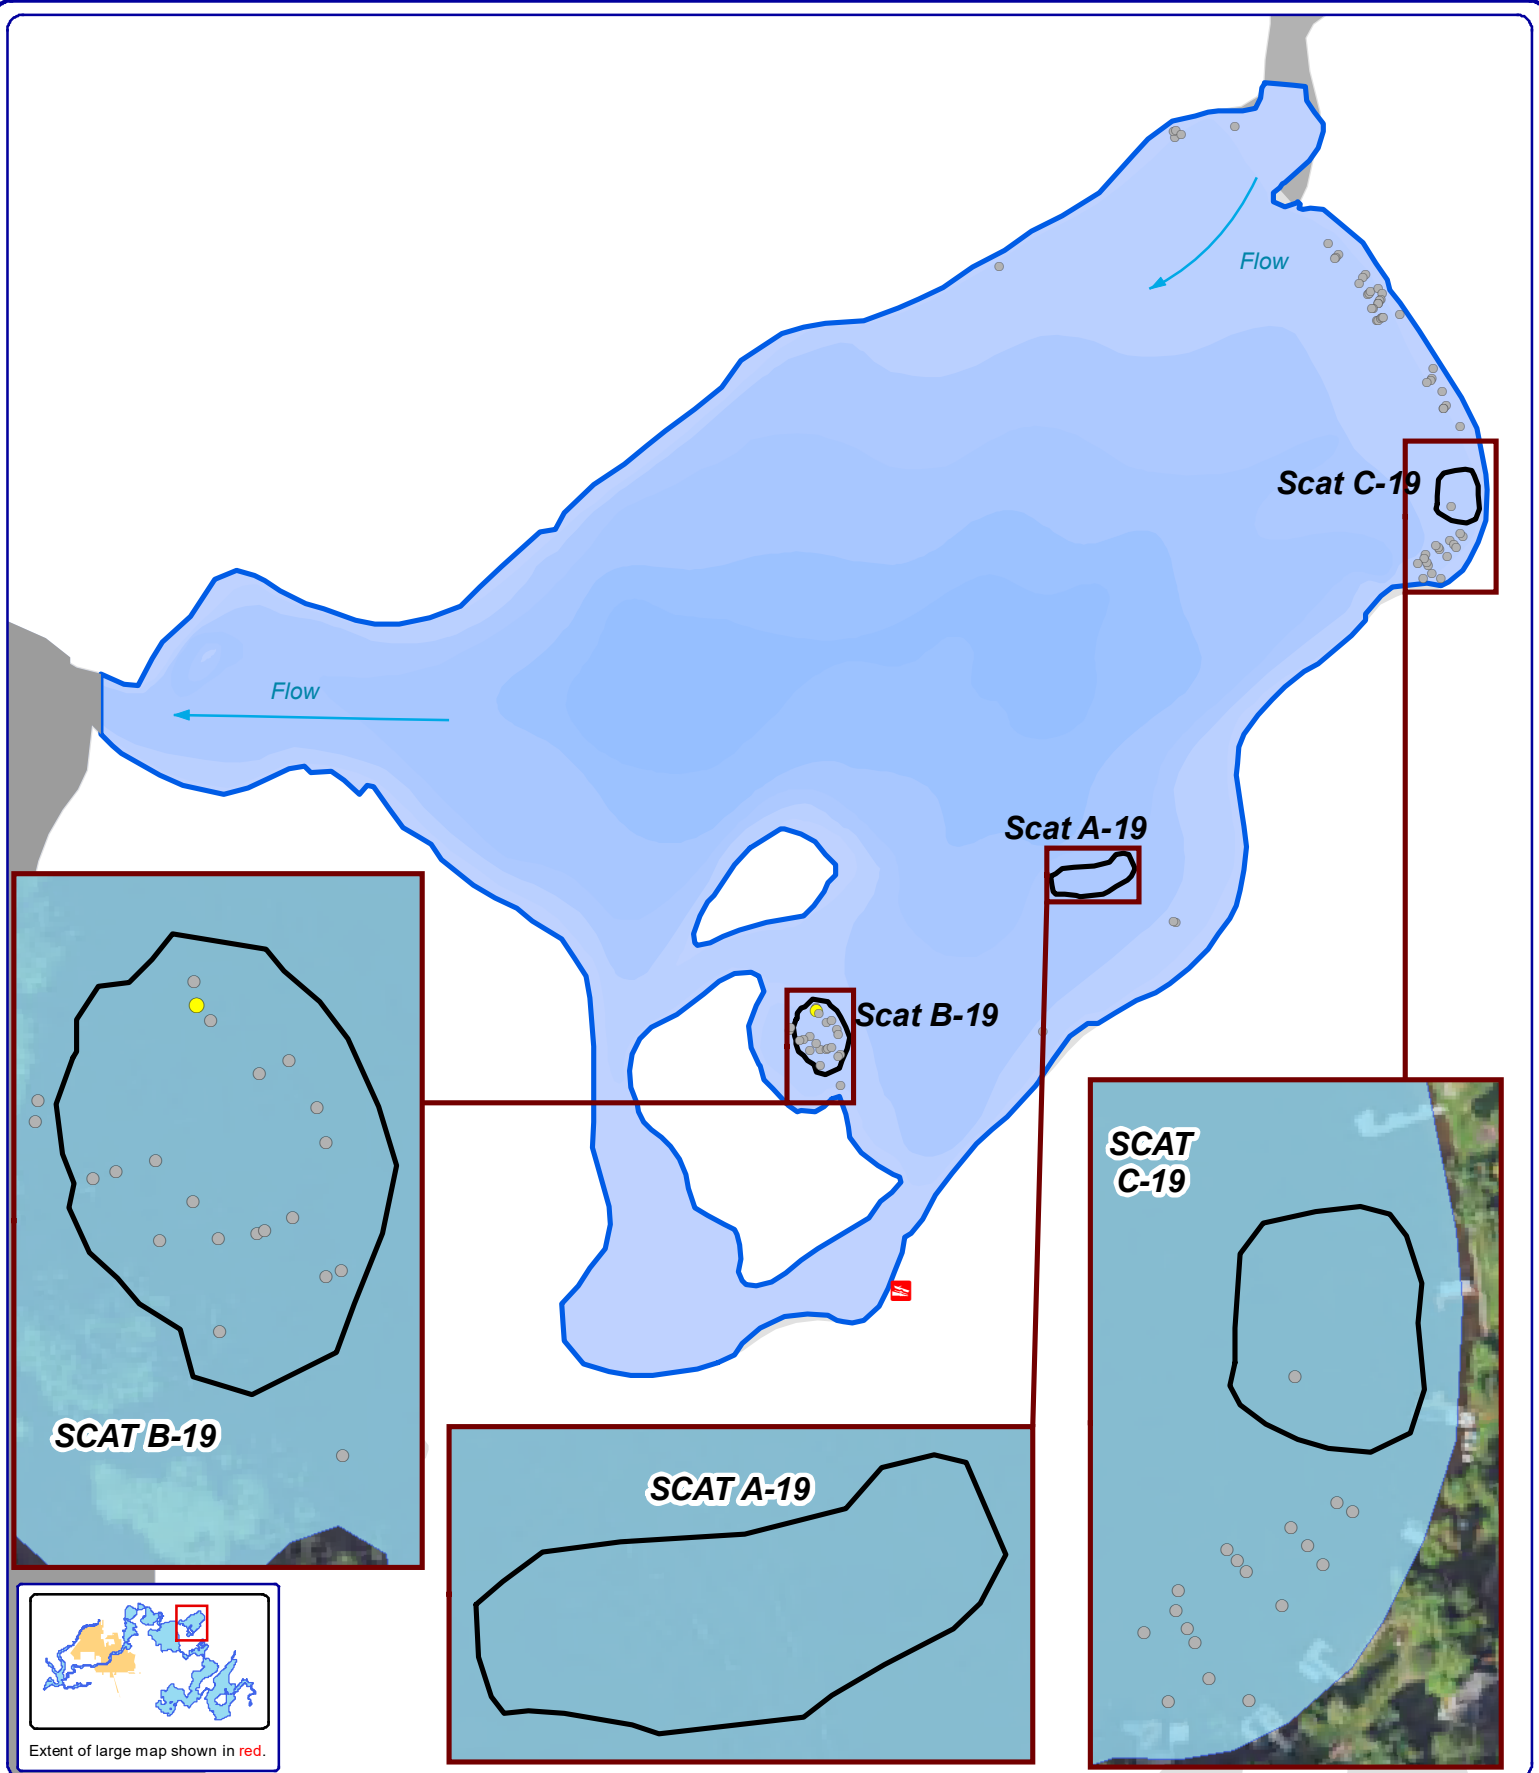 Flow
Scat C-19
Flow
Scat A-19
Scat B-19
SCAT
C-19
SCAT B-19
SCAT A-19
Extent of large map shown in red.